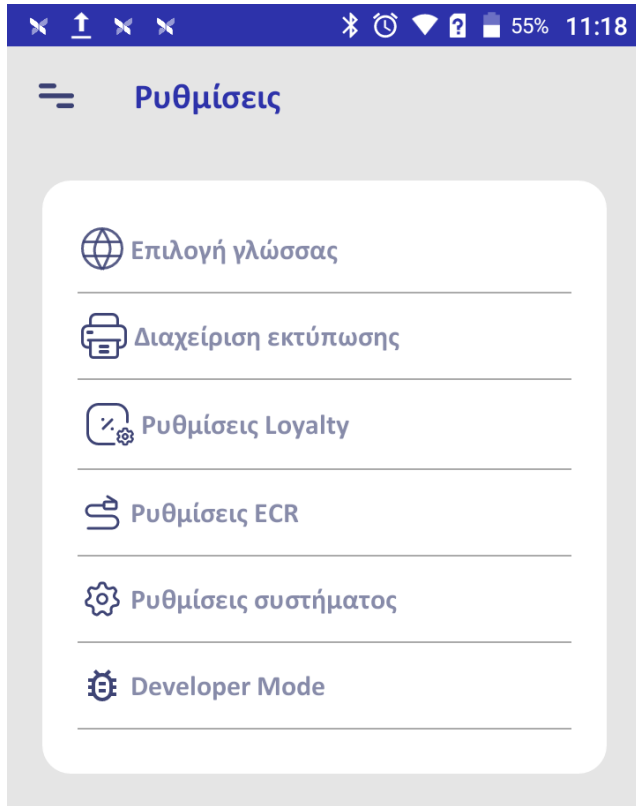 55% 11:18
Ρυθμίσεις
Επιλογή γλώσσας
Διαχείριση εκτύπωσης
Ρυθμίσεις Loyalty
Ρυθμίσεις ECR
Ρυθμίσεις συστήματος
Developer Mode